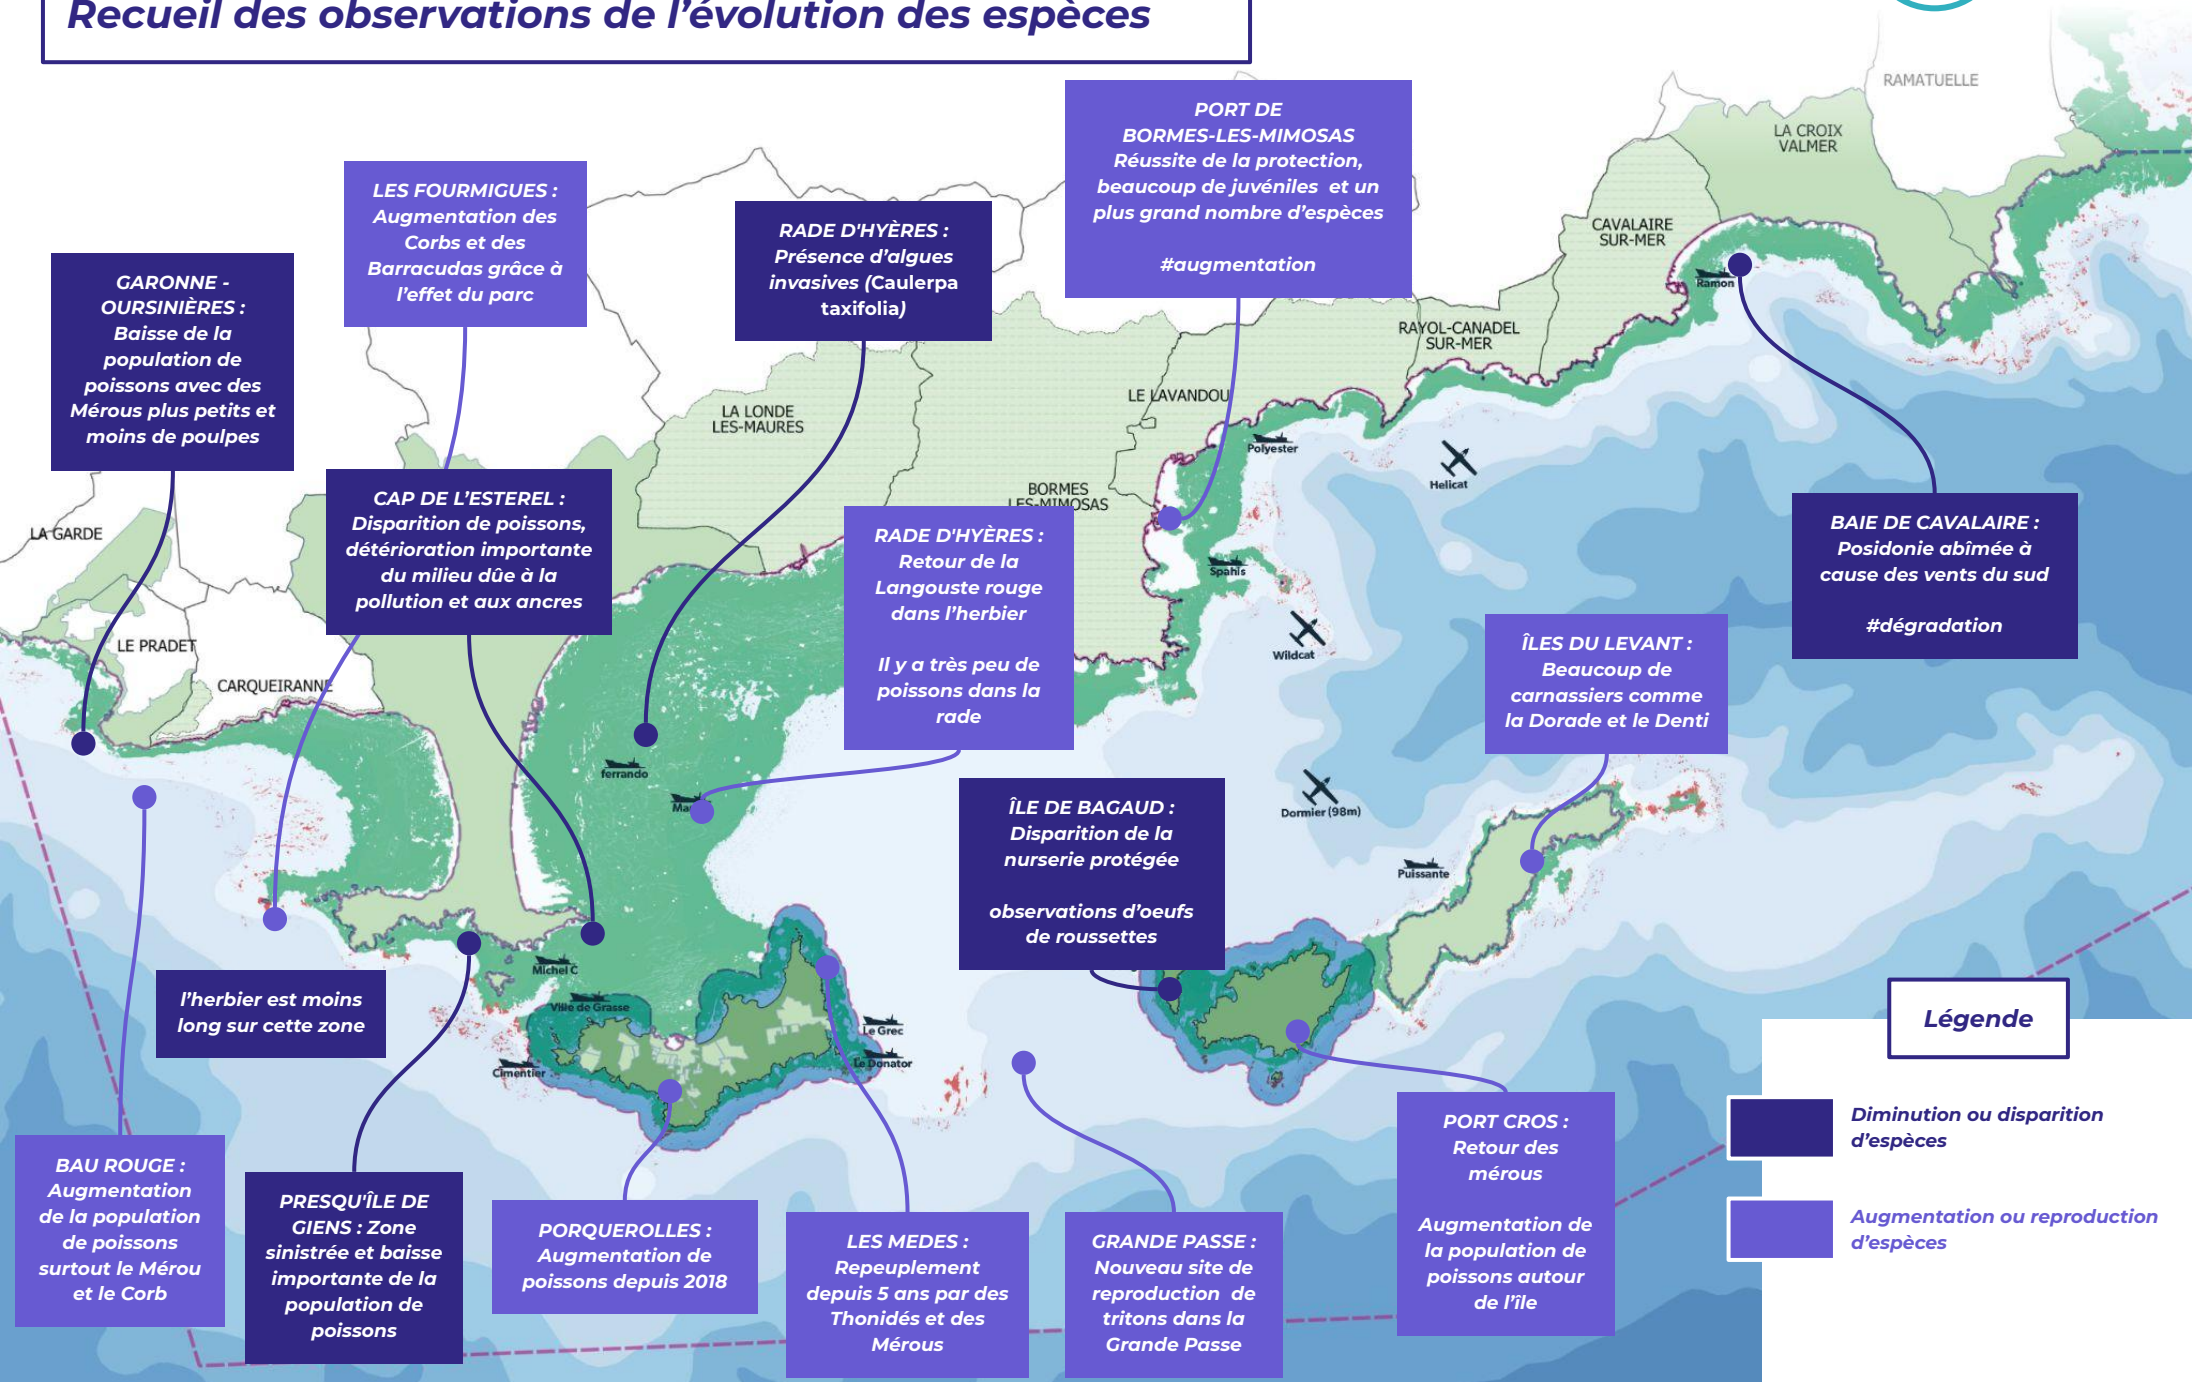 Recueil des observations de l'évolution des espèces
RAMATUELLE
LA CROIX
VALMER
CAVALAIRE
SUR-MER
RAYOL-CANADEL
SUR-MER
LE LAVANDOU
LA LONDE
LES-MAURES
BORMES
LES-MIMOSAS
LA GARDE
LE PRADET
CARQUEIRANNE
PORT DE
BORMES-LES-MIMOSAS
Réussite de la protection,
beaucoup de juvéniles et un
plus grand nombre d'espèces
#augmentation
LES FOURMIGUES :
Augmentation des
Corbs et des
Barracudas grâce à
l'effet du parc
RADE D'HYÈRES :
Présence d'algues
invasives (Caulerpa
taxifolia)
GARONNE -
OURSINIÈRES :
Baisse de la
population de
poissons avec des
Mérous plus petits et
moins de poulpes
CAP DE L'ESTEREL :
Disparition de poissons,
détérioration importante
du milieu dûe à la
pollution et aux ancres
RADE D'HYÈRES :
Retour de la
Langouste rouge
dans l'herbier
Il y a très peu de
poissons dans la
rade
BAIE DE CAVALAIRE :
Posidonie abîmée à
cause des vents du sud
#dégradation
ÎLES DU LEVANT :
Beaucoup de
carnassiers comme
la Dorade et le Denti
ÎLE DE BAGAUD :
Disparition de la
nurserie protégée
observations d'oeufs
de roussettes
l'herbier est moins
long sur cette zone
Ramon
Polyester
Helicat
Spahis
Wildcat
Dormier (98m)
Puissante
ferrando
Michel C
Ville de Grasse
Le Grec
Le Donator
Cimentier
BAU ROUGE :
Augmentation
de la population
de poissons
surtout le Mérou
et le Corb
PRESQU'ÎLE DE
GIENS : Zone
sinistrée et baisse
importante de la
population de
poissons
PORQUEROLLES :
Augmentation de
poissons depuis 2018
LES MEDES :
Repeuplement
depuis 5 ans par des
Thonidés et des
Mérous
GRANDE PASSE :
Nouveau site de
reproduction de
tritons dans la
Grande Passe
PORT CROS :
Retour des
mérous
Augmentation de
la population de
poissons autour
de l'île
Légende
Diminution ou disparition
d'espèces
Augmentation ou reproduction
d'espèces